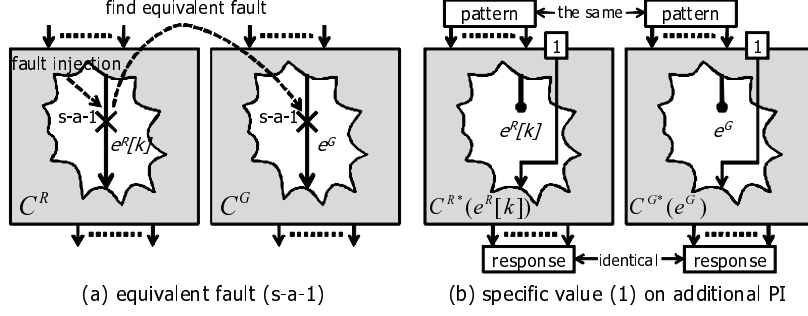 find equivalent fault
fault injection
s-a-1
e^R[k]
C^R
s-a-1
e^G
C^G
(a) equivalent fault (s-a-1)
pattern
the same
pattern
1
1
e^R[k]
e^G
C^{R*}(e^R[k])
C^{G*}(e^G)
response
identical
response
(b) specific value (1) on additional PI